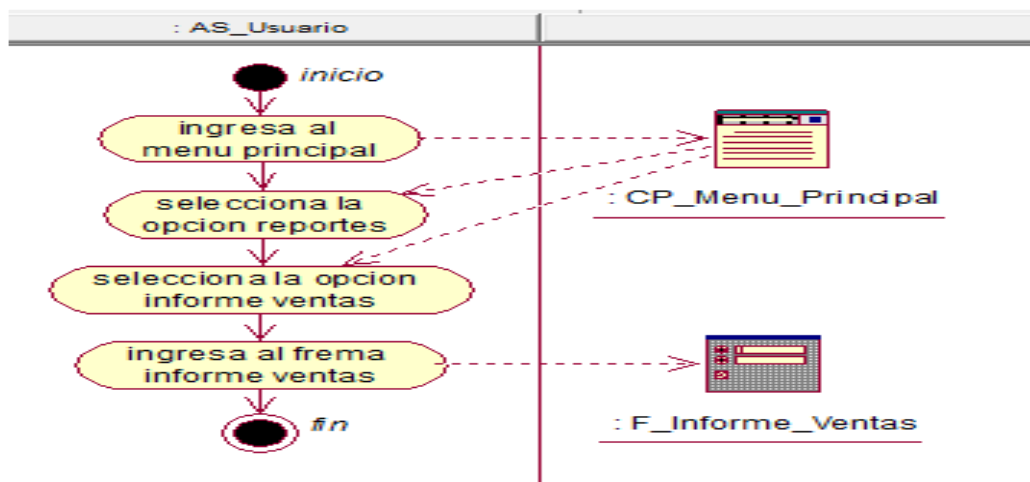 : AS_Usuario
inicio
ingresa al
menu principal
: CP_Menu_Principal
selecciona la
opcion reportes
selecciona la opcion
informe ventas
ingresa al frema
informe ventas
fin
: F_Informe_Ventas